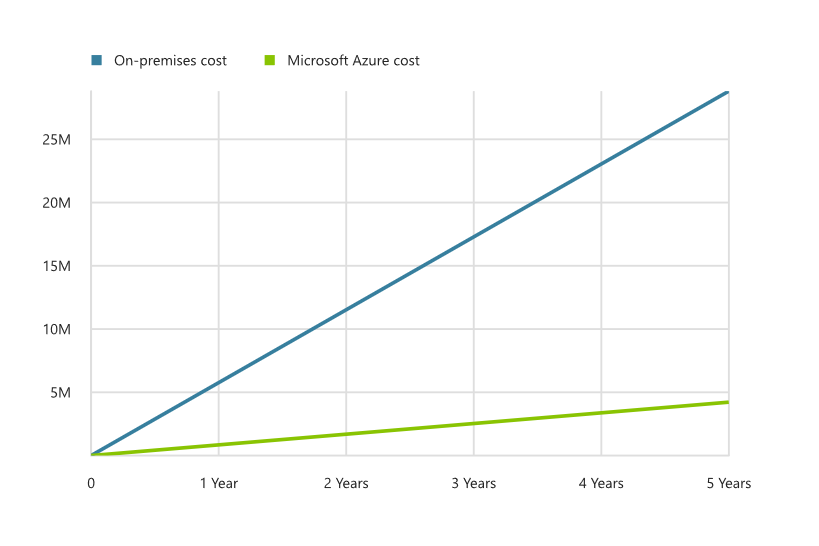 On-premises cost Microsoft Azure cost
25M
20M
15M
10M
5M
0 1 Year 2 Years 3 Years 4 Years 5 Years